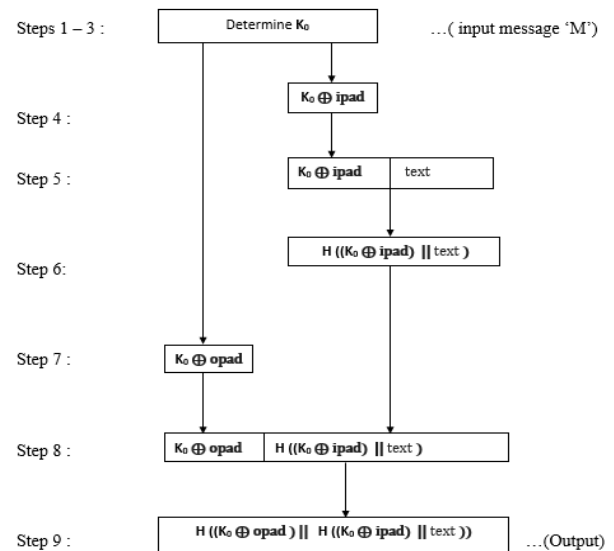 Steps 1 – 3 : Determine K₀ …( input message ‘M’)
K₀ ⊕ ipad
Step 4 :
Step 5 : K₀ ⊕ ipad text
H ((K₀ ⊕ ipad) || text )
Step 6:
Step 7 : K₀ ⊕ opad
Step 8 : K₀ ⊕ opad H ((K₀ ⊕ ipad) || text )
H ((K₀ ⊕ opad ) || H ((K₀ ⊕ ipad) || text ))
Step 9 : …(Output)